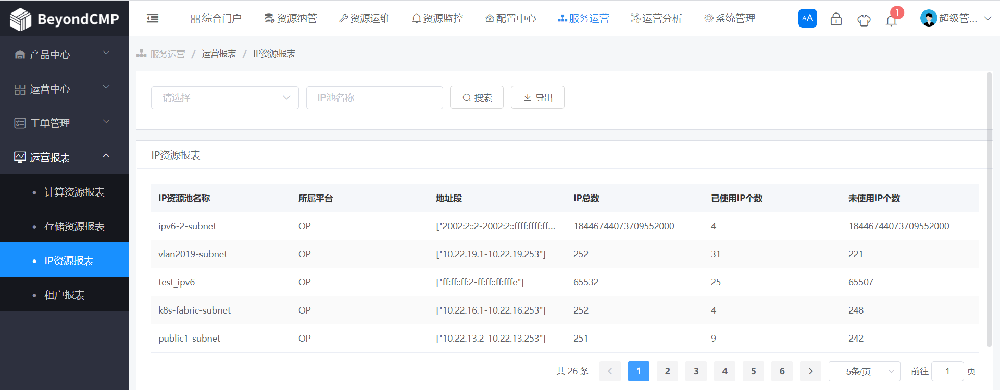 BeyondCMP
综合门户 资源纳管 资源运维 资源监控 配置中心 服务运营 运营分析 系统管理 AA 1 超级管...
产品中心
运营中心
工单管理
运营报表
计算资源报表
存储资源报表
IP资源报表
租户报表
服务运营 / 运营报表 / IP资源报表
请选择 IP池名称 搜索 导出
IP资源报表
IP资源池名称 所属平台 地址段 IP总数 已使用IP个数 未使用IP个数
ipv6-2-subnet OP ["2002:2::2-2002:2::ffff:ffff:ff... 18446744073709552000 4 18446744073709552000
vlan2019-subnet OP ["10.22.19.1-10.22.19.253"] 252 31 221
test_ipv6 OP ["ff:ff::ff:2-ff:ff::ff:fffe"] 65532 25 65507
k8s-fabric-subnet OP ["10.22.16.1-10.22.16.253"] 252 4 248
public1-subnet OP ["10.22.13.2-10.22.13.253"] 251 9 242
共 26 条 1 2 3 4 5 6 5条/页 前往 1 页